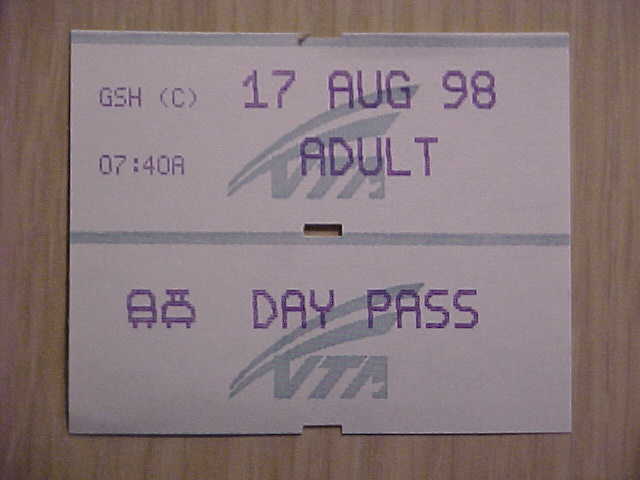 GSH (C) 17 AUG 98
07:40A ADULT
VTA
DAY PASS
VTA